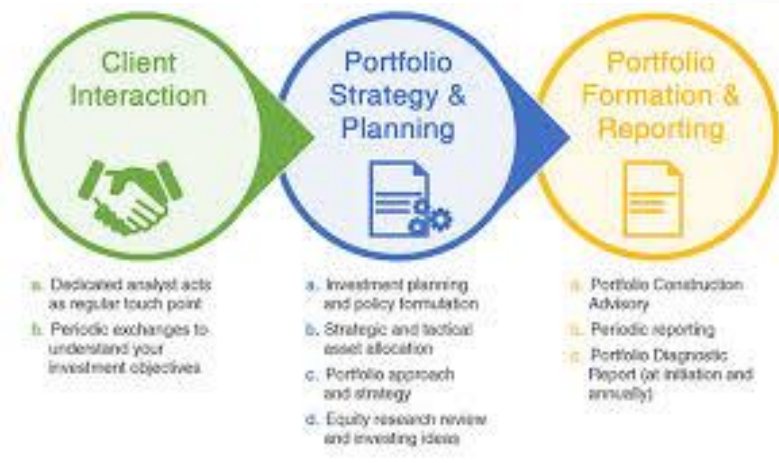 Client
Interaction
a. Dedicated analyst acts
as regular touch point
b. Periodic exchanges to
understand your
investment objectives
Portfolio
Strategy &
Planning
a. Investment planning
and policy formulation
b. Strategic and tactical
asset allocation
c. Portfolio approach
and strategy
d. Equity research review
and investing ideas
Portfolio
Formation &
Reporting
a. Portfolio Construction
Advisory
b. Periodic reporting
c. Portfolio Diagnostic
Report (at initiation and
annually)